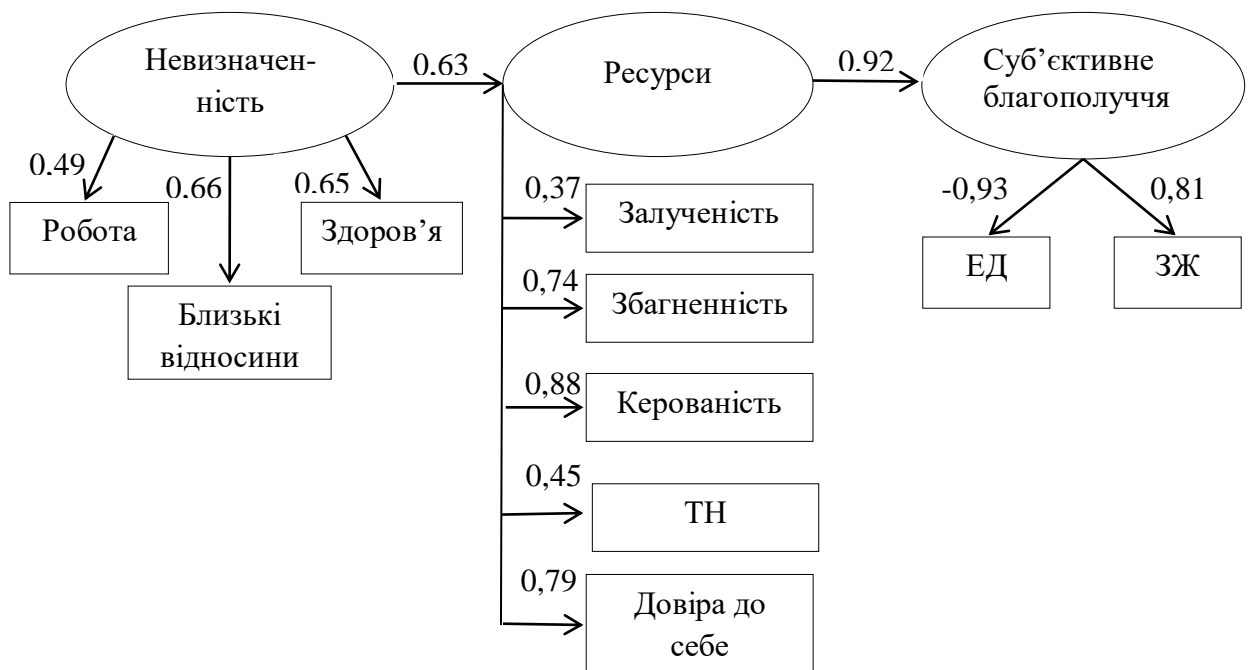 Невизначен-
ність
0,63
Ресурси
0,92
Суб’єктивне
благополуччя
0,49
0,66
0,65
Робота
Близькі
відносини
Здоров’я
0,37
Залученість
0,74
Збагненність
0,88
Керованість
0,45
ТН
0,79
Довіра до
себе
-0,93
0,81
ЕД
ЗЖ